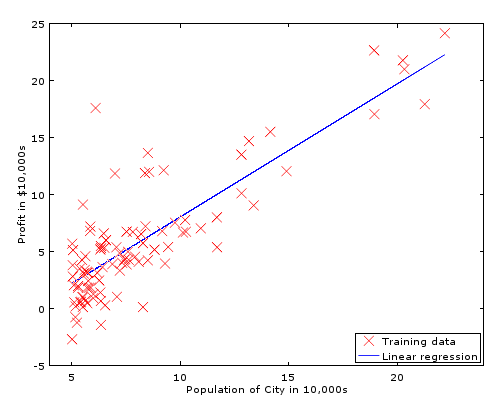 25
20
15
10
5
0
-5
Profit in $10,000s
5
10
15
20
Population of City in 10,000s
Training data
Linear regression